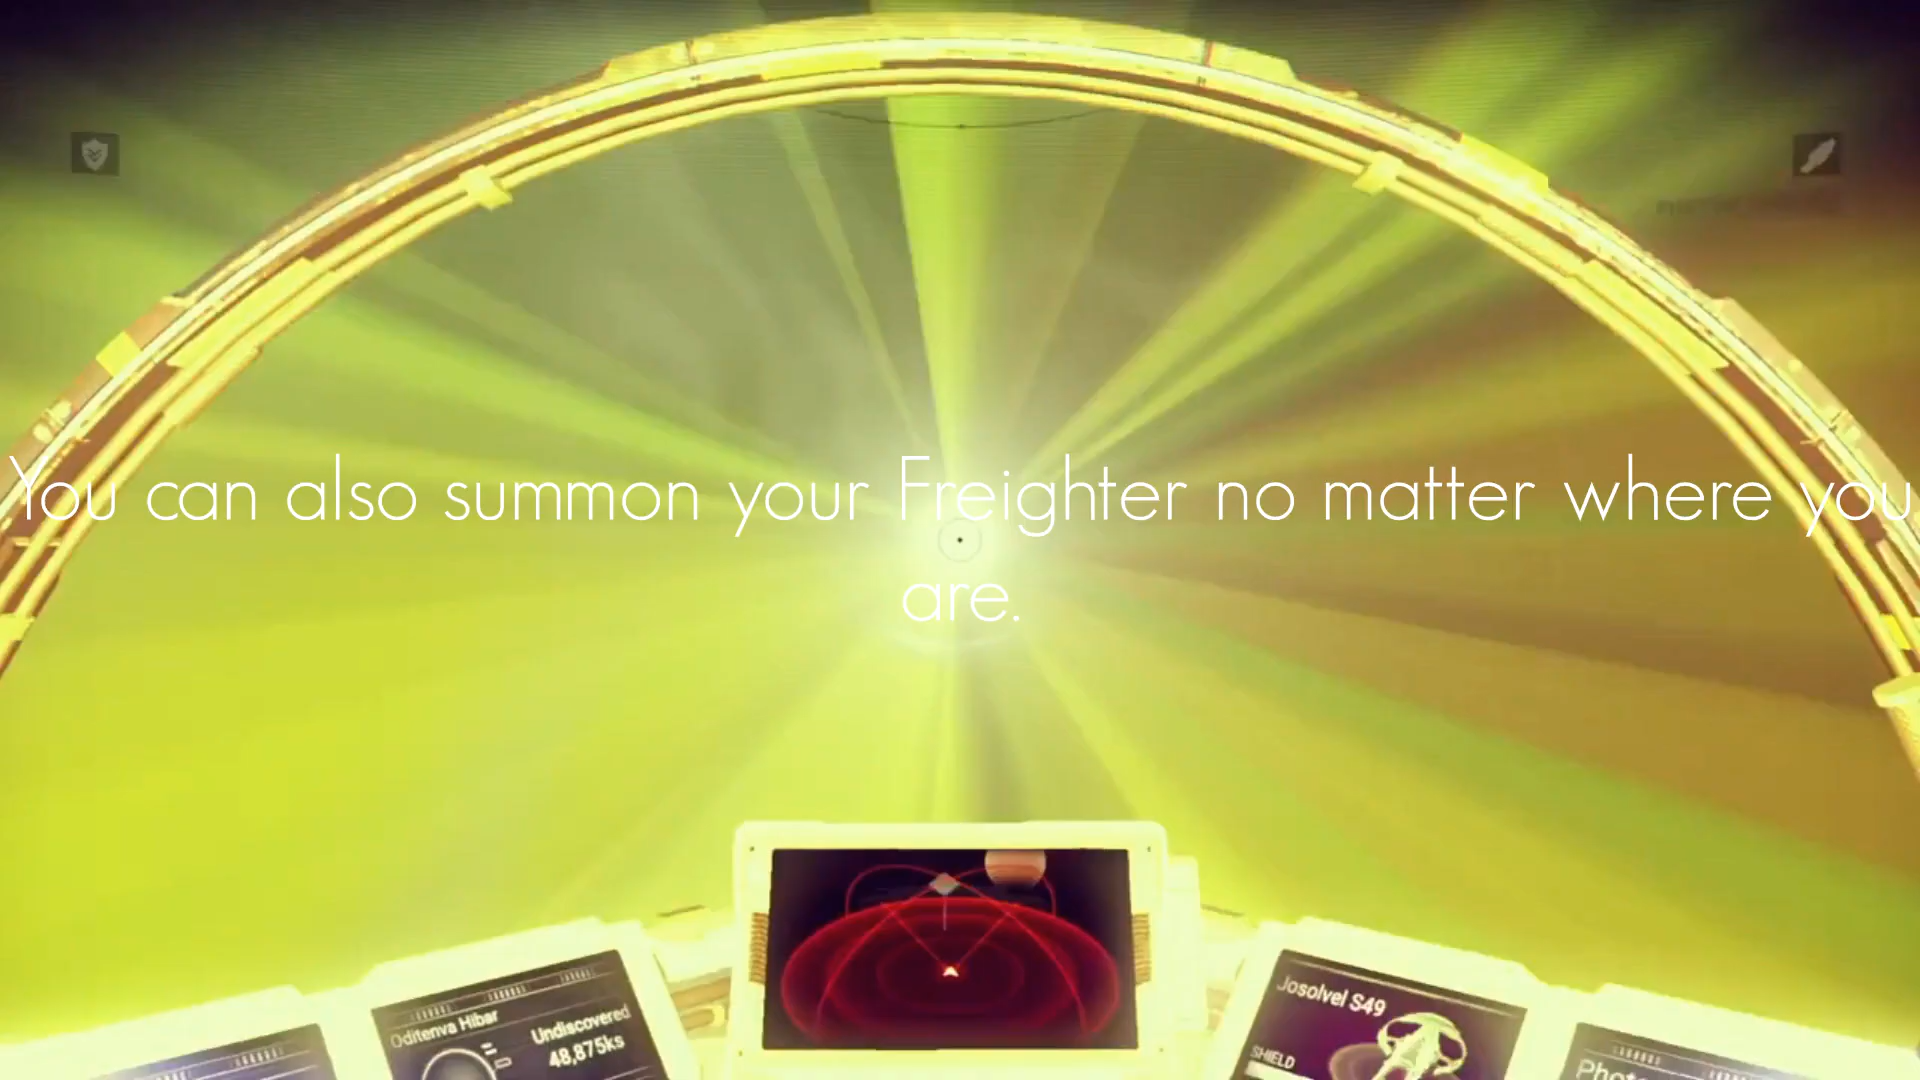 You can also summon your Freighter no matter where you
are.
Oditenva Hibar
Undiscovered
48,875ks
Josolvel S49
SHIELD